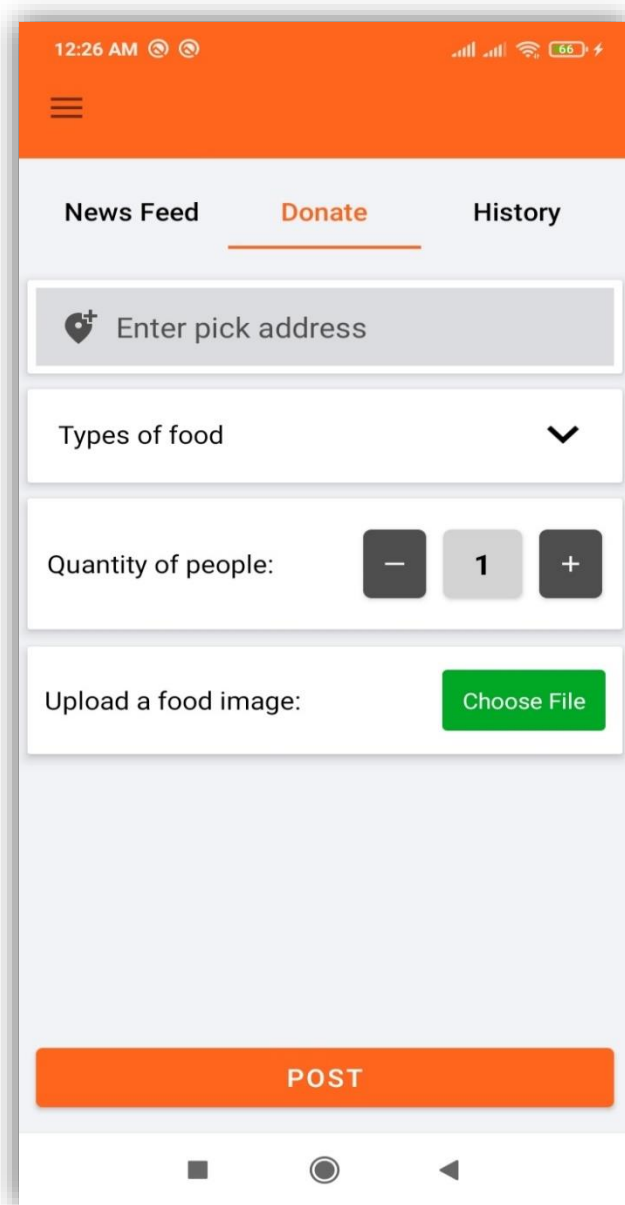 12:26 AM 66
News Feed Donate History
Enter pick address
Types of food
Quantity of people: − 1 +
Upload a food image: Choose File
POST